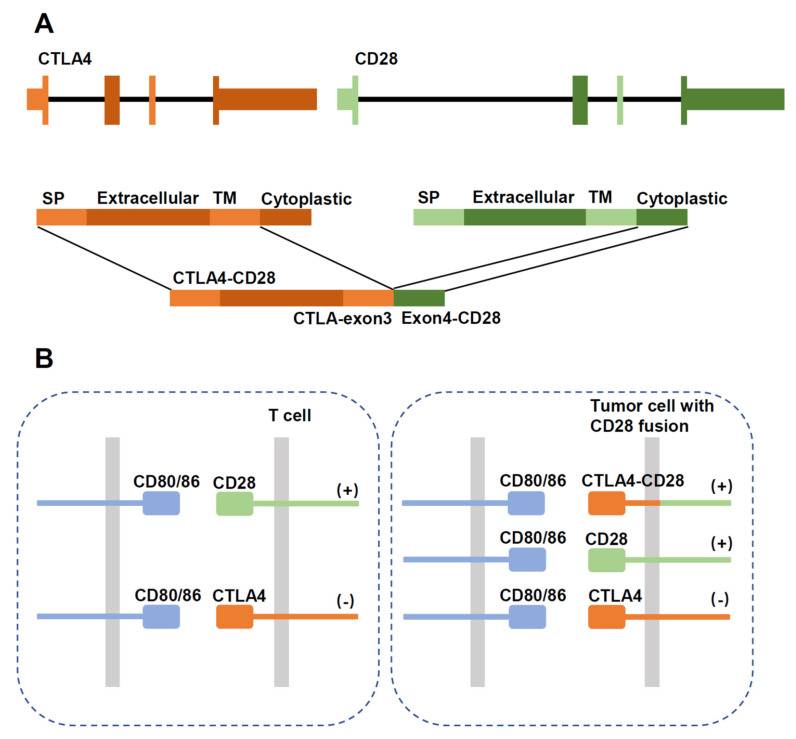 A
CTLA4
CD28
SP Extracellular TM Cytoplastic
SP Extracellular TM Cytoplastic
CTLA4-CD28
CTLA-exon3 Exon4-CD28
B
T cell
CD80/86 CD28 (+)
CD80/86 CTLA4 (-)
Tumor cell with
CD28 fusion
CD80/86 CTLA4-CD28 (+)
CD80/86 CD28 (+)
CD80/86 CTLA4 (-)